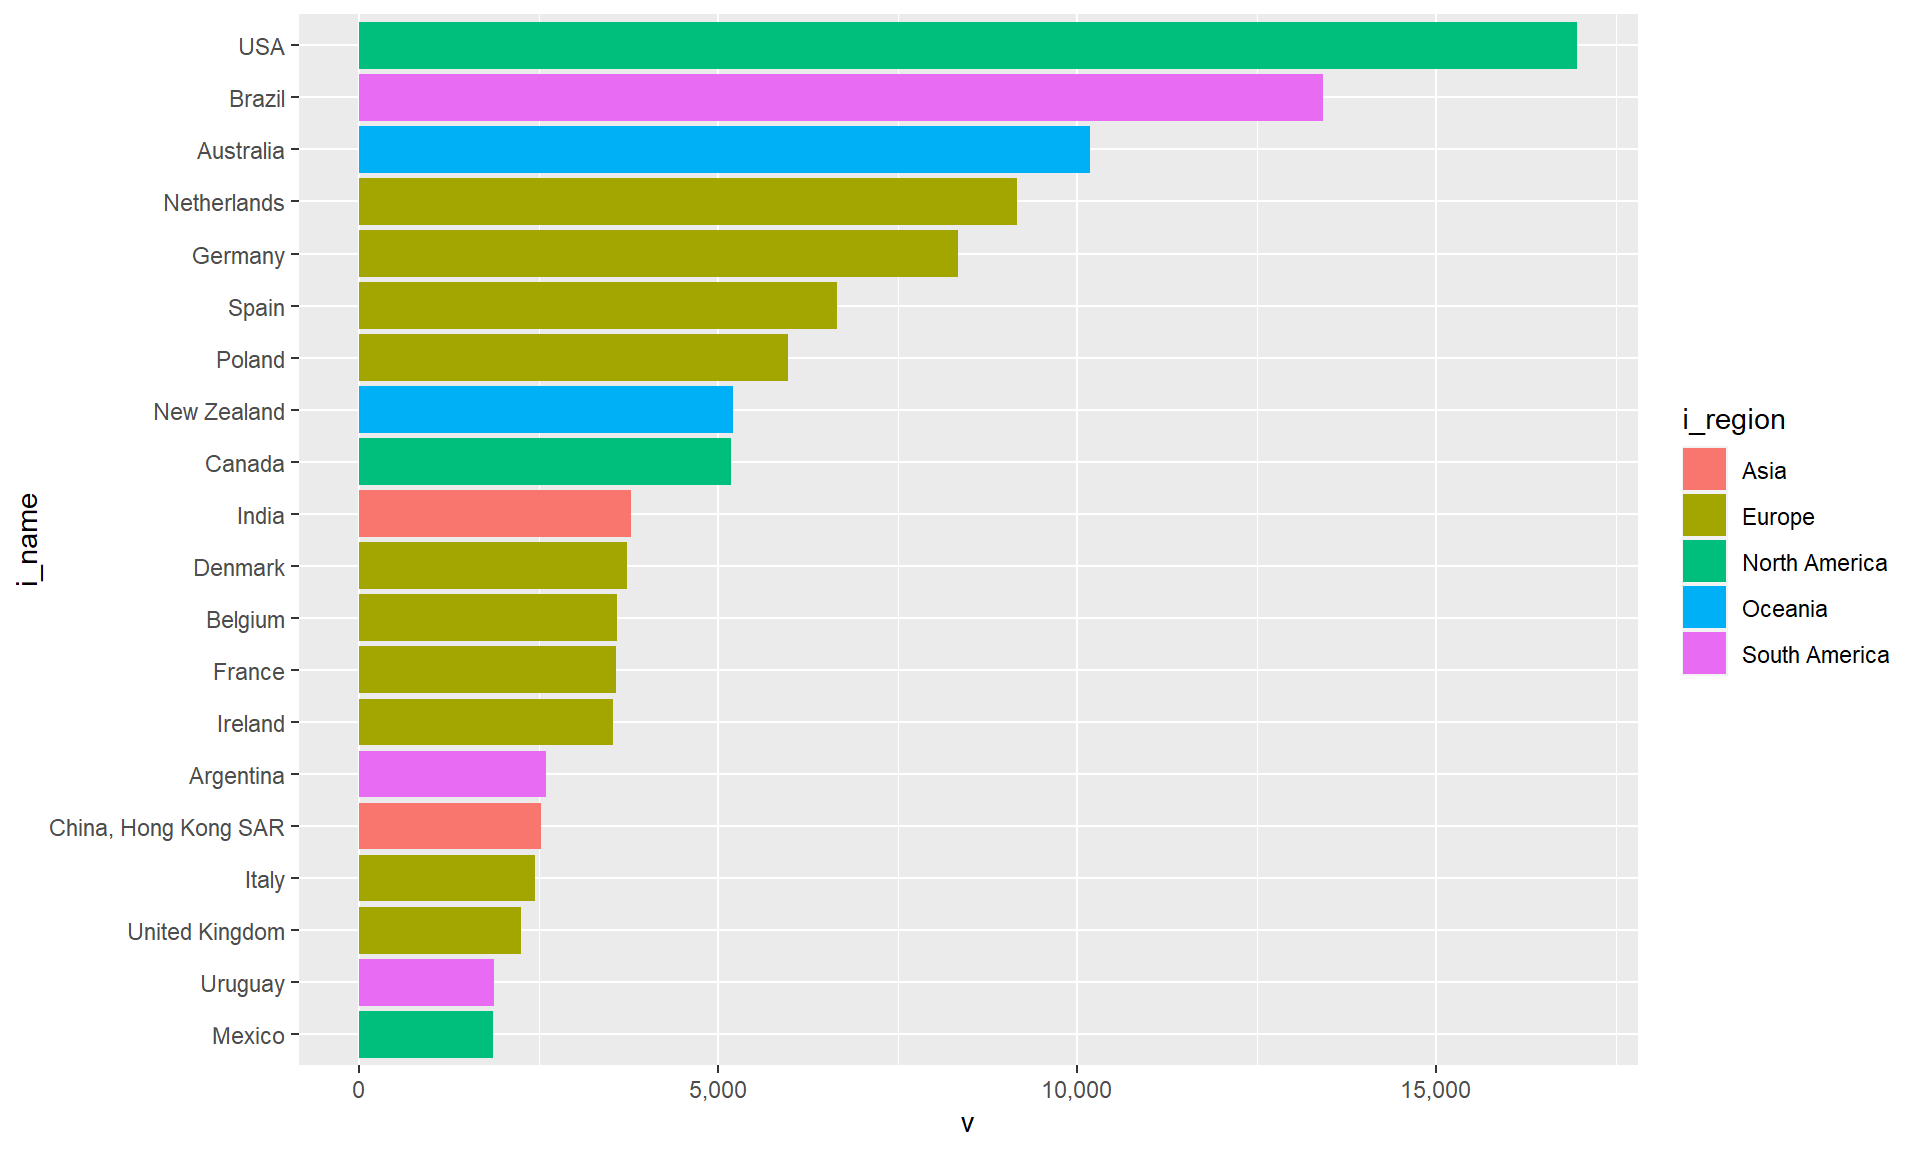 USA
Brazil
Australia
Netherlands
Germany
Spain
Poland
New Zealand
Canada
India
Denmark
Belgium
France
Ireland
Argentina
China, Hong Kong SAR
Italy
United Kingdom
Uruguay
Mexico
i_name
0 5,000 10,000 15,000
v
i_region
Asia
Europe
North America
Oceania
South America